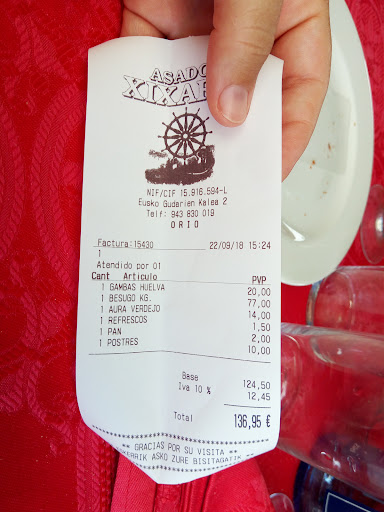 ASADO
XIXA
NIF/CIF 15.916.594-L
Eusko Gudarien Kalea 2
Telf: 943 830 019
ORIO
Factura:15430 22/09/18 15:24
1
Atendido por 01
Cant Articulo PVP
1 GAMBAS HUELVA 20,00
1 BESUGO KG. 77,00
1 AURA VERDEJO 14,00
1 REFRESCOS 1,50
1 PAN 2,00
1 POSTRES 10,00
Base 124,50
Iva 10 % 12,45
Total 136,95 €
** GRACIAS POR SU VISITA **
KERRIK ASKO ZURE BISITAGATIK **